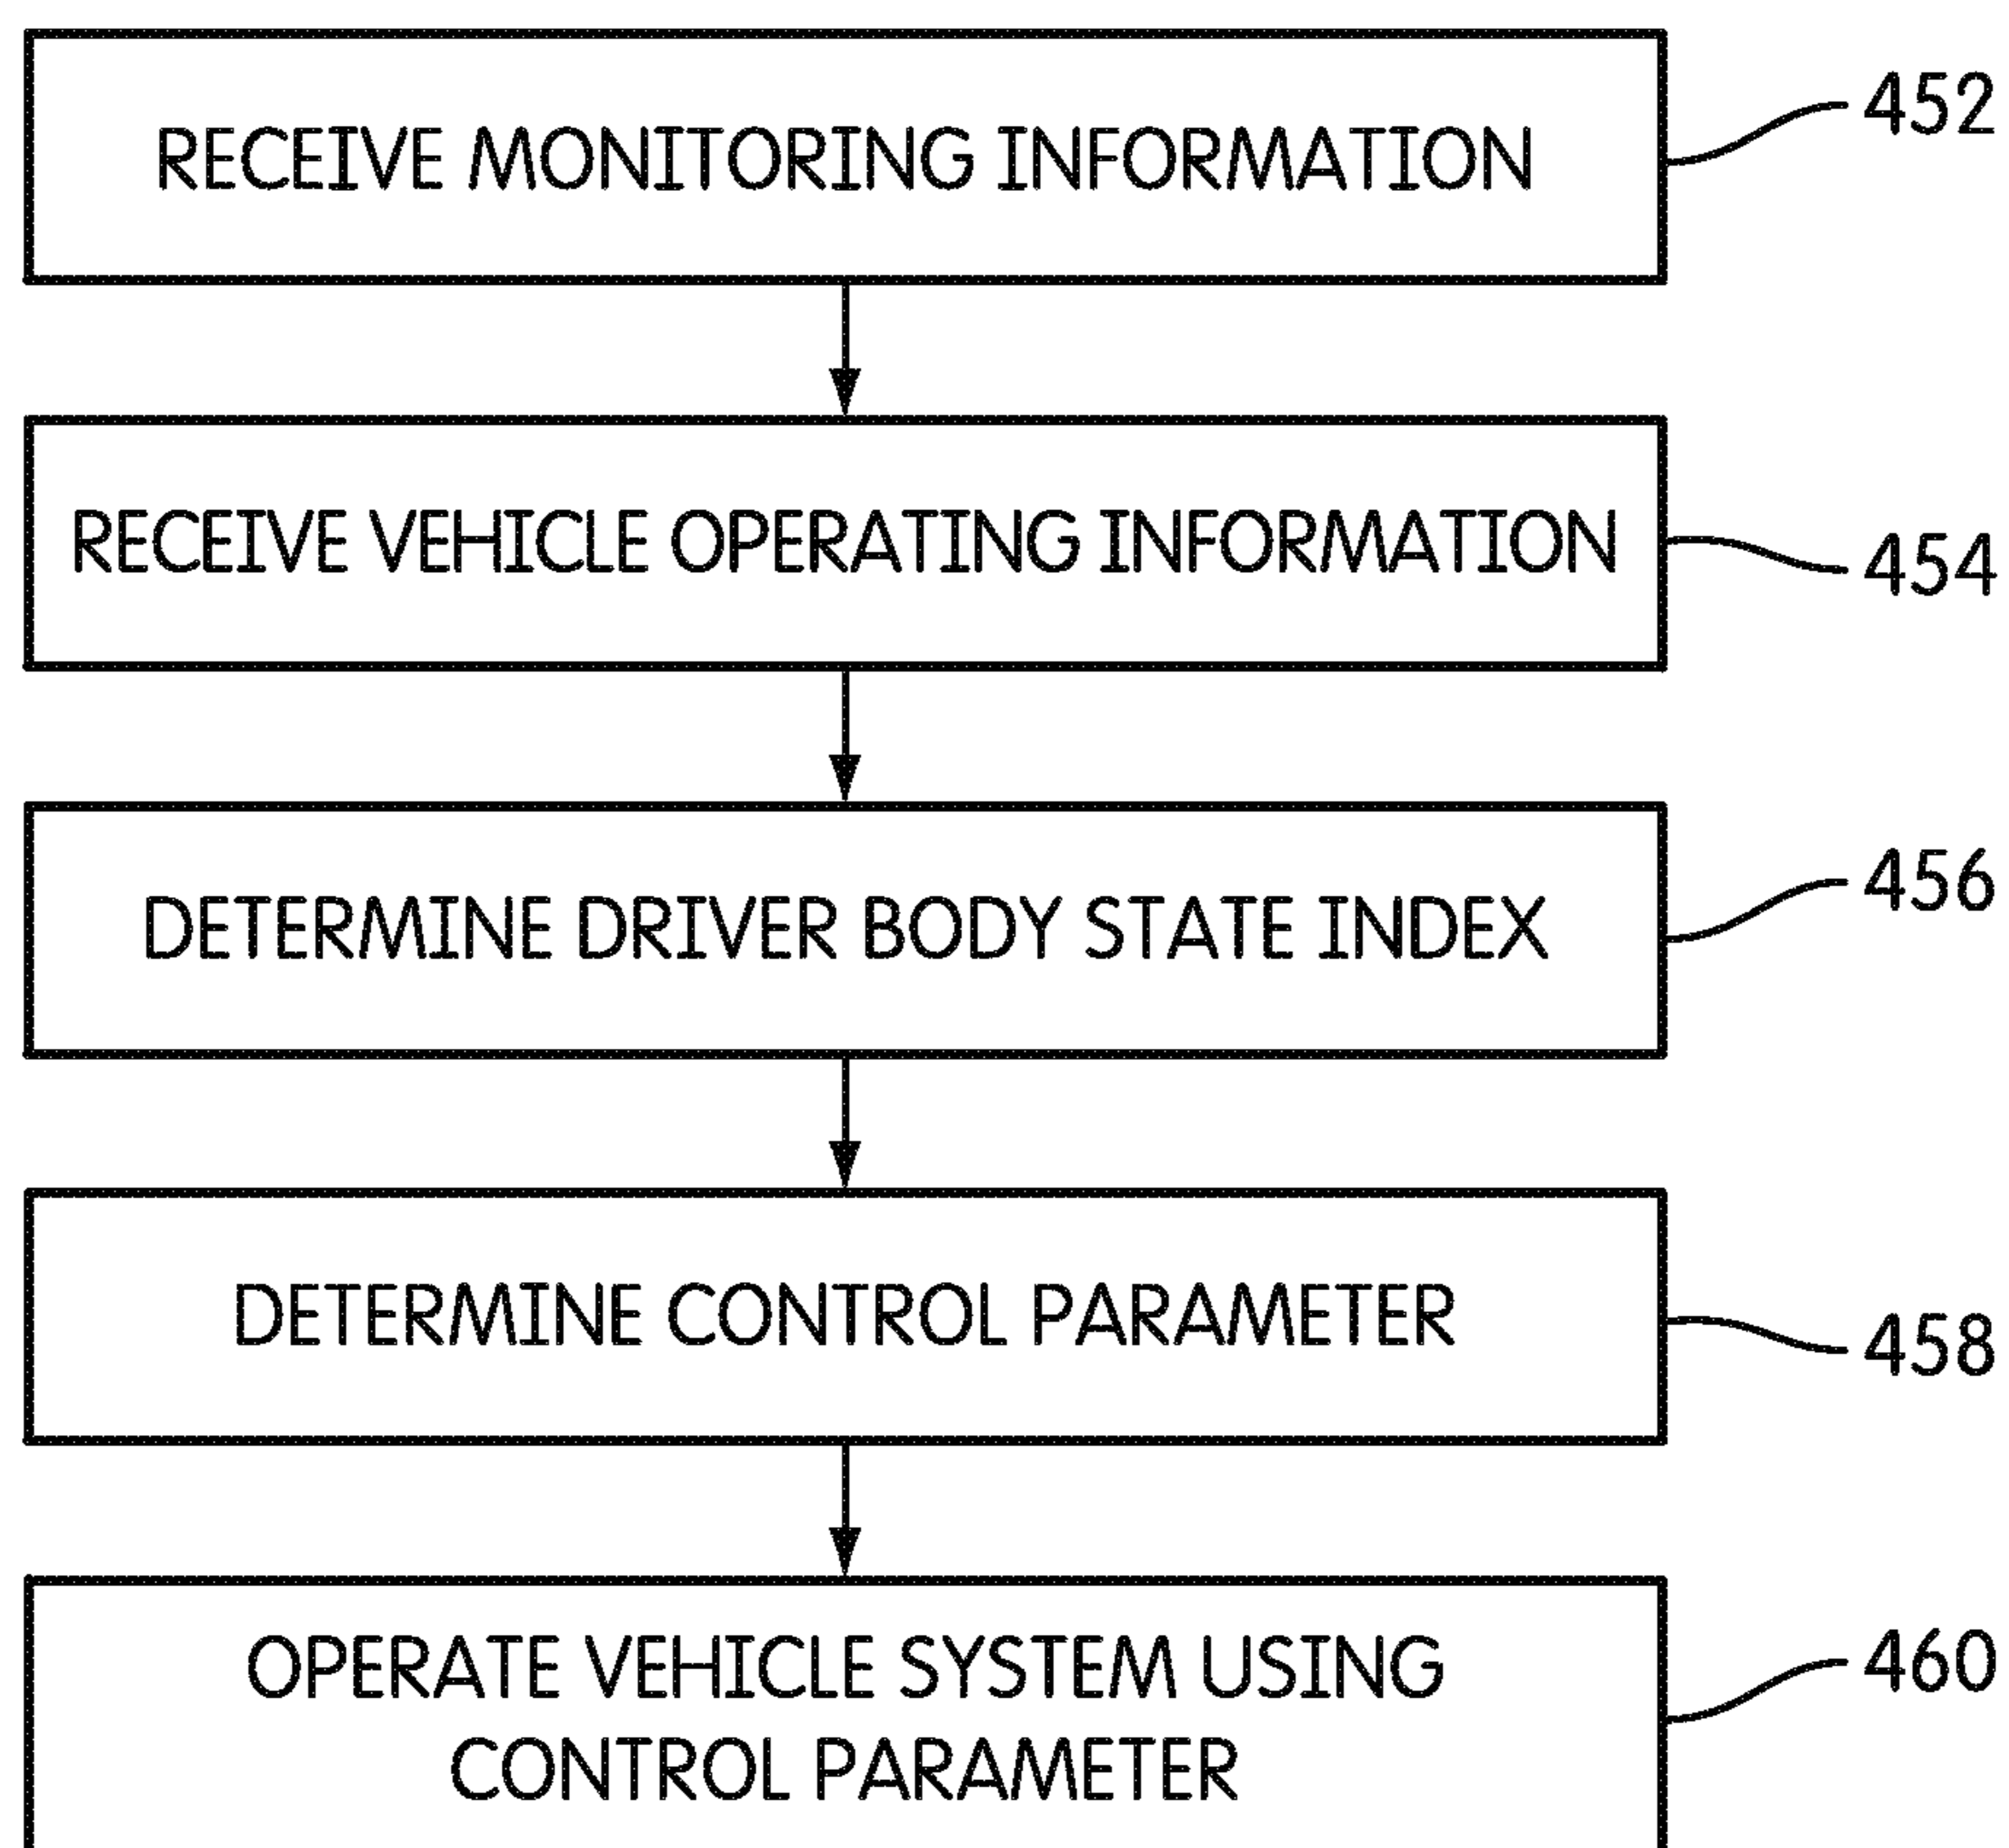 RECEIVE MONITORING INFORMATION
452
RECEIVE VEHICLE OPERATING INFORMATION
454
DETERMINE DRIVER BODY STATE INDEX
456
DETERMINE CONTROL PARAMETER
458
OPERATE VEHICLE SYSTEM USING
CONTROL PARAMETER
460